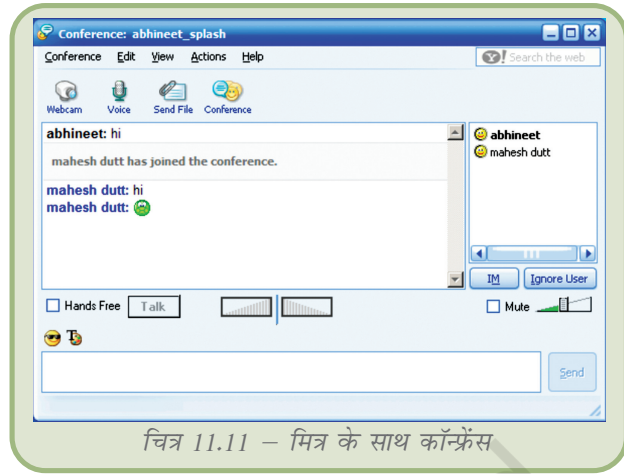 Conference: abhineet_splash
Conference Edit View Actions Help
Y! Search the web
Webcam Voice Send File Conference
abhineet: hi
mahesh dutt has joined the conference.
mahesh dutt: hi
mahesh dutt:
abhineet
mahesh dutt
IM Ignore User
Hands Free Talk Mute
Send
चित्र 11.11 – मित्र के साथ कॉन्फ्रेंस